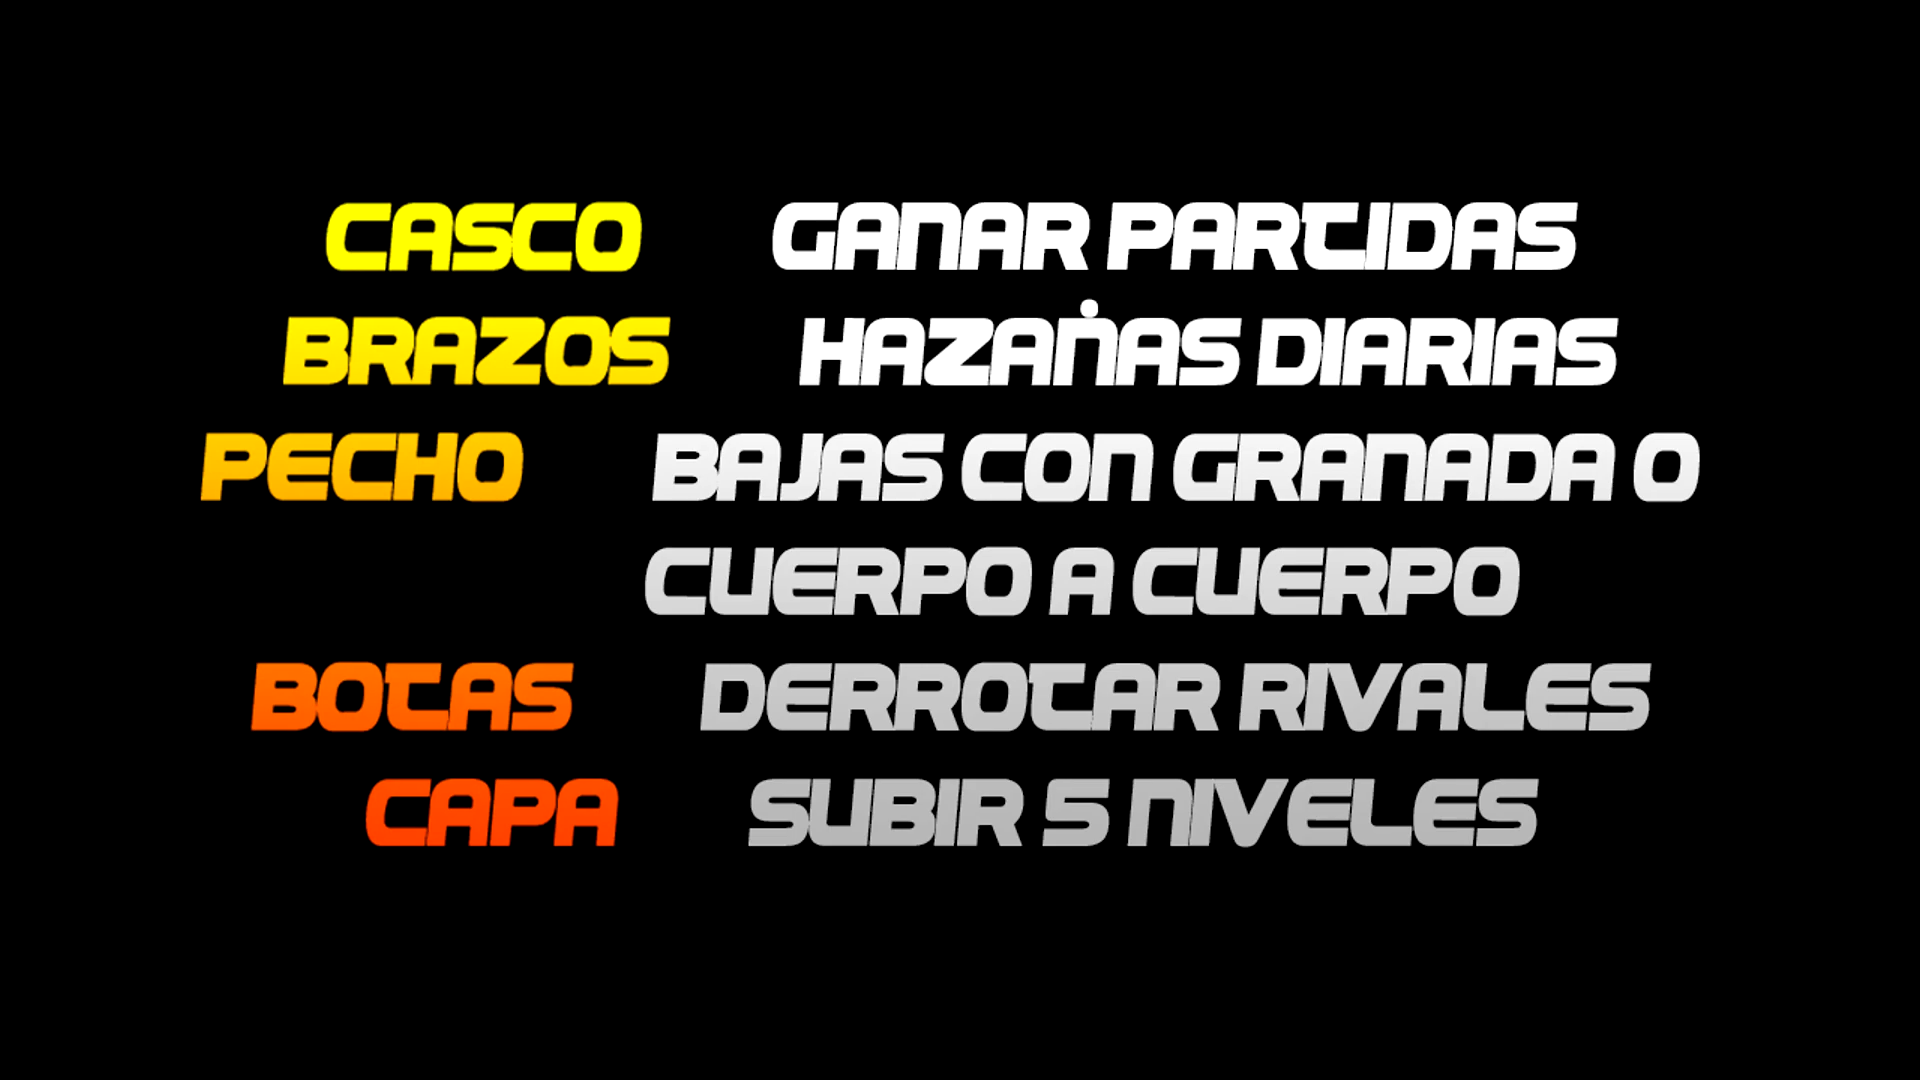 CASCO GANAR PARTIDAS
BRAZOS HAZAÑAS DIARIAS
PECHO BAJAS CON GRANADA O
CUERPO A CUERPO
BOTAS DERROTAR RIVALES
CAPA SUBIR 5 NIVELES